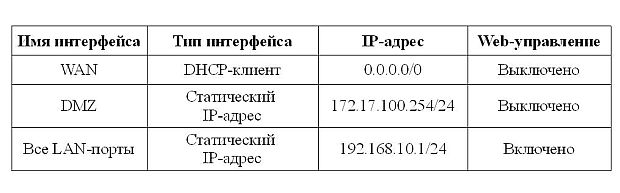 Имя интерфейса Тип интерфейса IP-адрес Web-управление
WAN DHCP-клиент 0.0.0.0/0 Выключено
DMZ Статический IP-адрес 172.17.100.254/24 Выключено
Все LAN-порты Статический IP-адрес 192.168.10.1/24 Включено